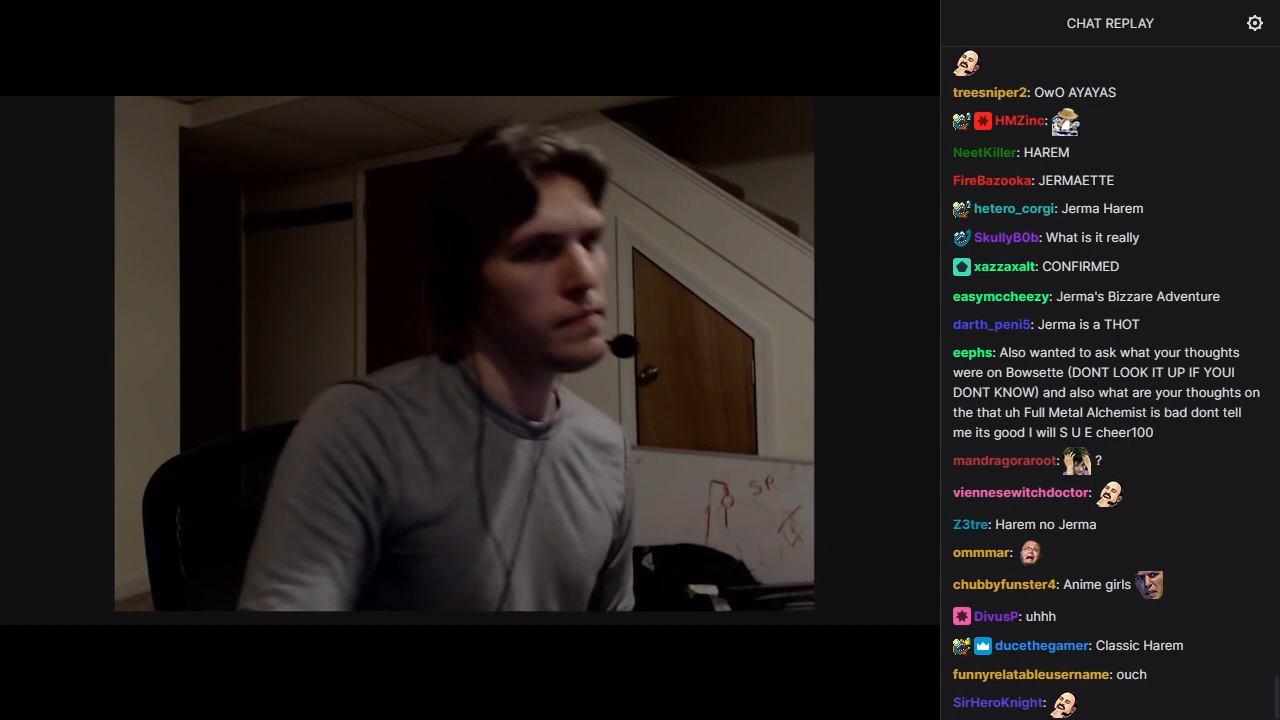 CHAT REPLAY
treesniper2: OwO AYAYAS
HMZinc:
NeetKiller: HAREM
FireBazooka: JERMAETTE
hetero_corgi: Jerma Harem
SkullyB0b: What is it really
xazzaxalt: CONFIRMED
easymccheezy: Jerma's Bizzare Adventure
darth_peni5: Jerma is a THOT
eephs: Also wanted to ask what your thoughts
were on Bowsette (DONT LOOK IT UP IF YOUI
DONT KNOW) and also what are your thoughts on
the that uh Full Metal Alchemist is bad dont tell
me its good I will S U E cheer100
mandragoraroot: ?
viennesewitchdoctor:
Z3tre: Harem no Jerma
ommmar:
chubbyfunster4: Anime girls
DivusP: uhhh
ducethegamer: Classic Harem
funnyrelatableusername: ouch
SirHeroKnight: